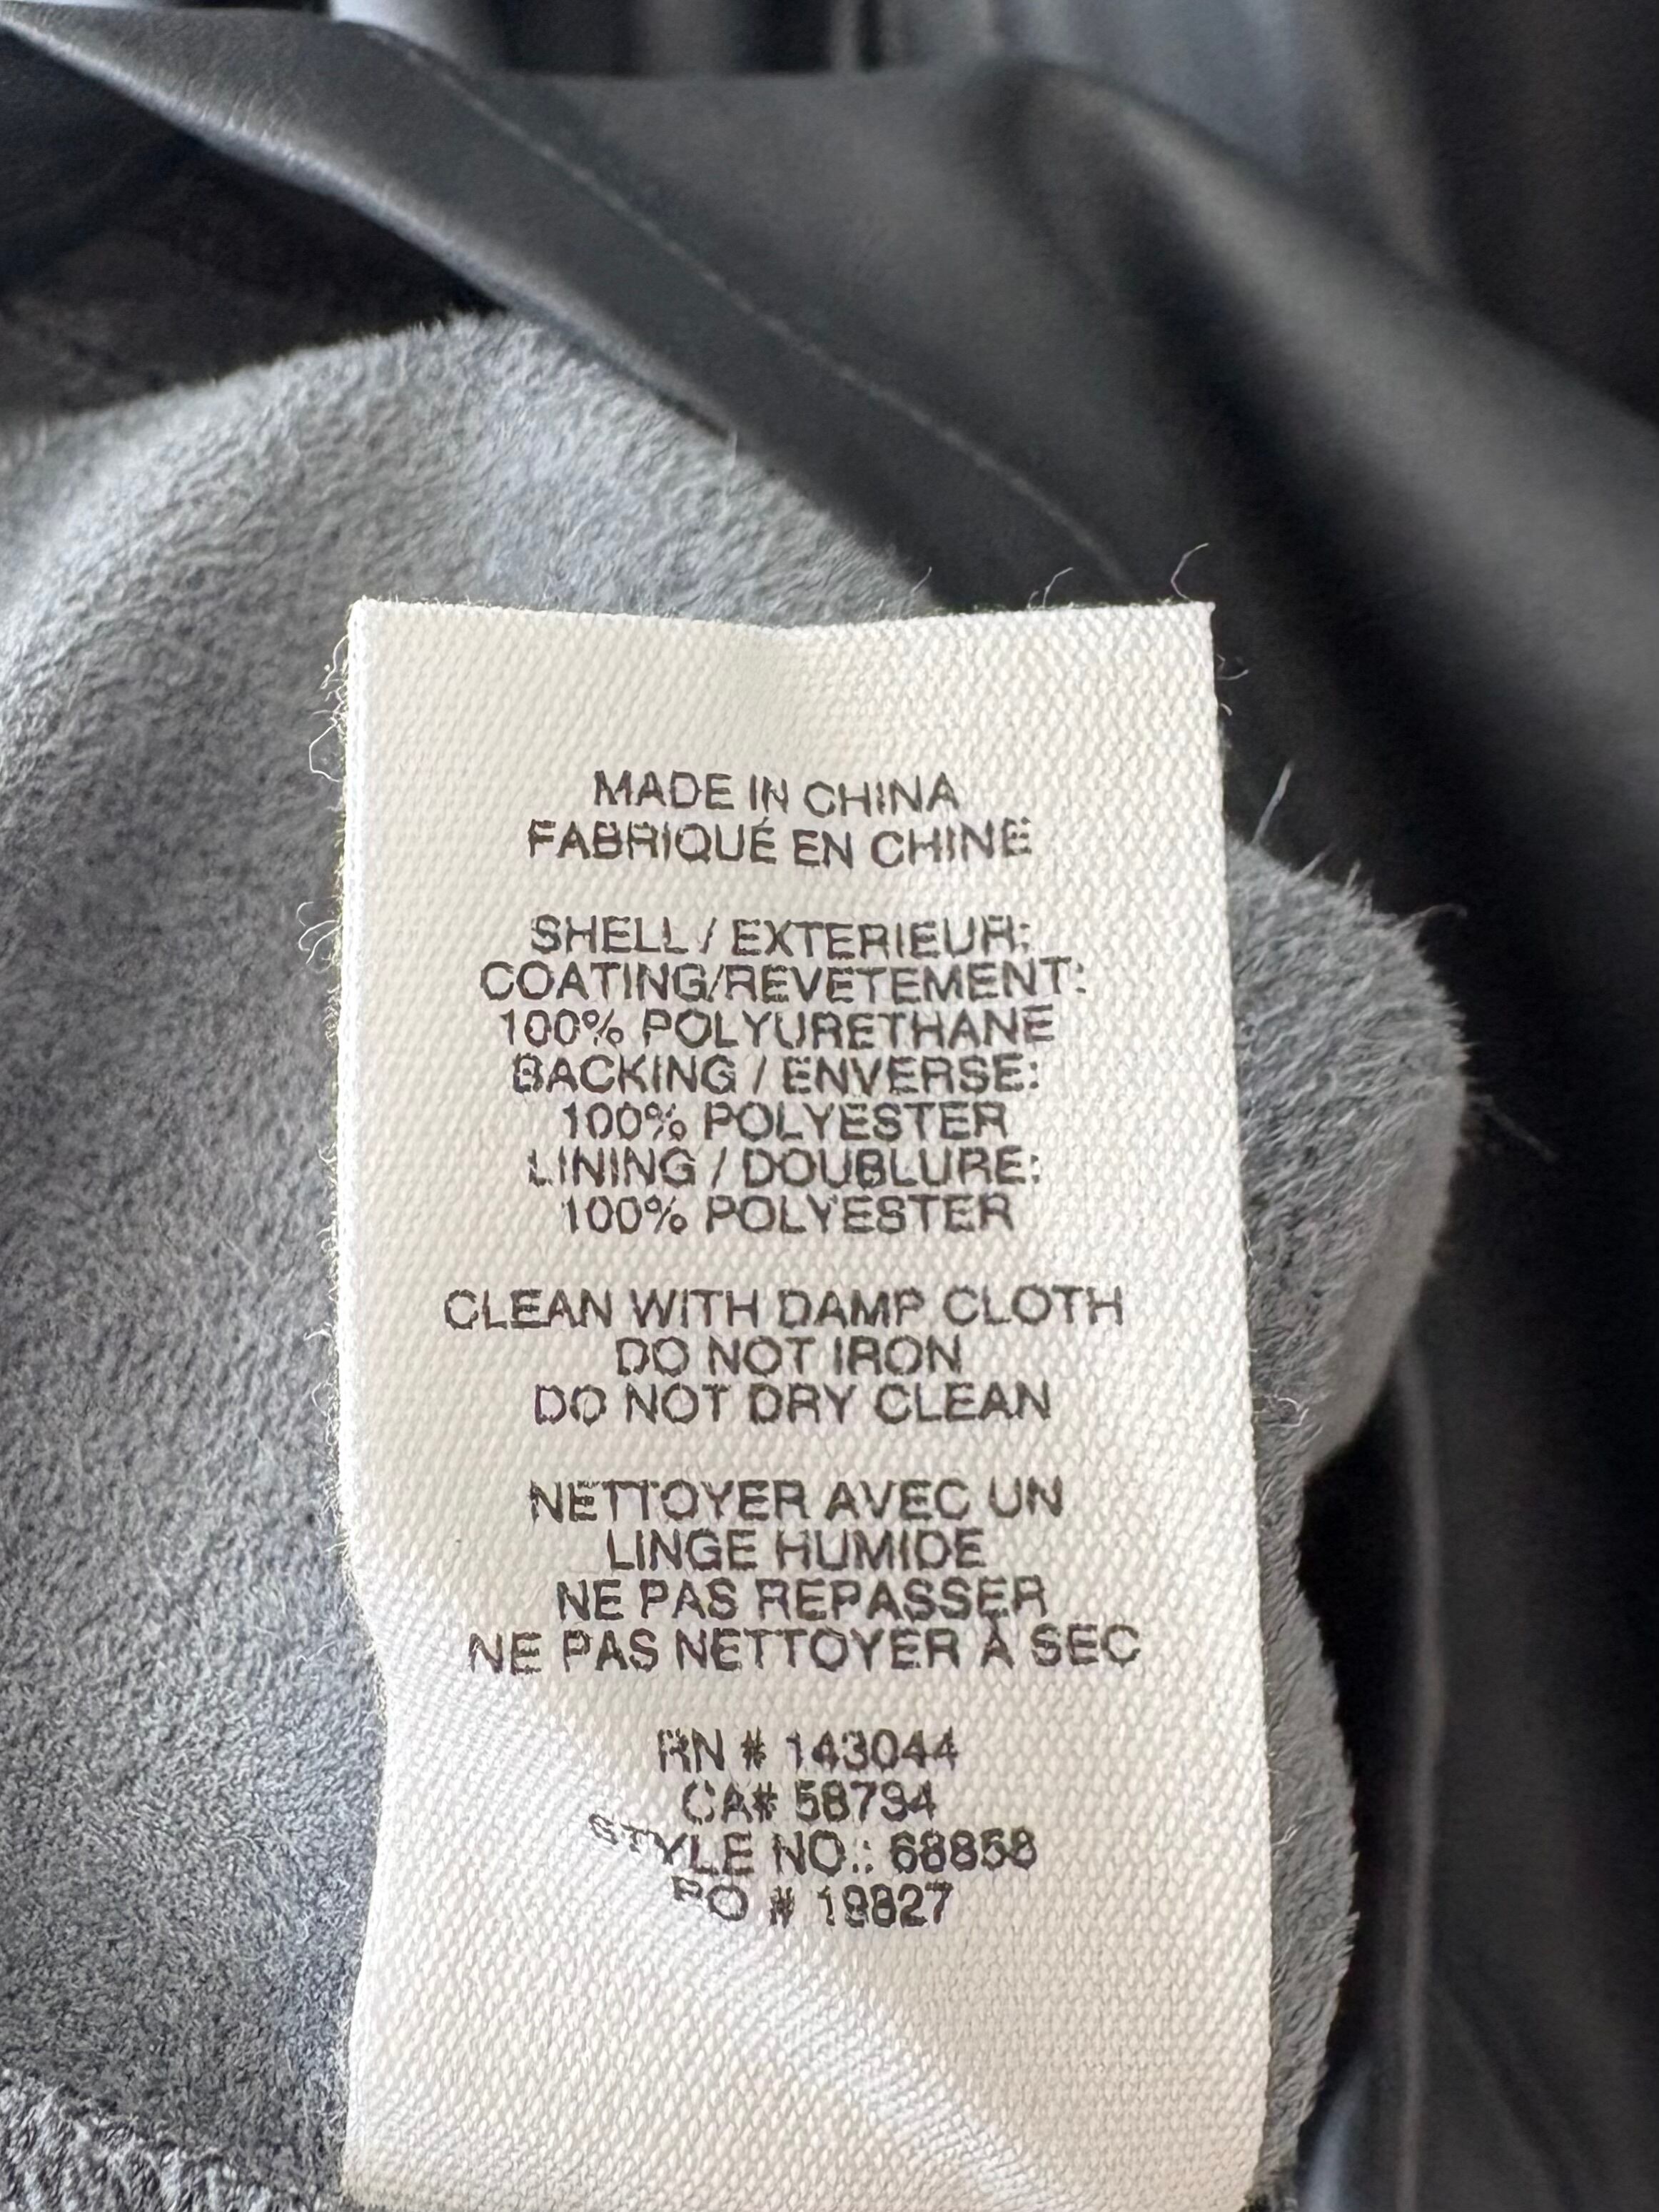 MADE IN CHINA
FABRIQUÉ EN CHINE
SHELL / EXTERIEUR:
COATING/REVETEMENT:
100% POLYURETHANE
BACKING / ENVERSE:
100% POLYESTER
LINING / DOUBLURE:
100% POLYESTER
CLEAN WITH DAMP CLOTH
DO NOT IRON
DO NOT DRY CLEAN
NETTOYER AVEC UN
LINGE HUMIDE
NE PAS REPASSER
NE PAS NETTOYER À SEC
RN # 143044
CA# 58794
STYLE NO.: 68858
PO # 19827